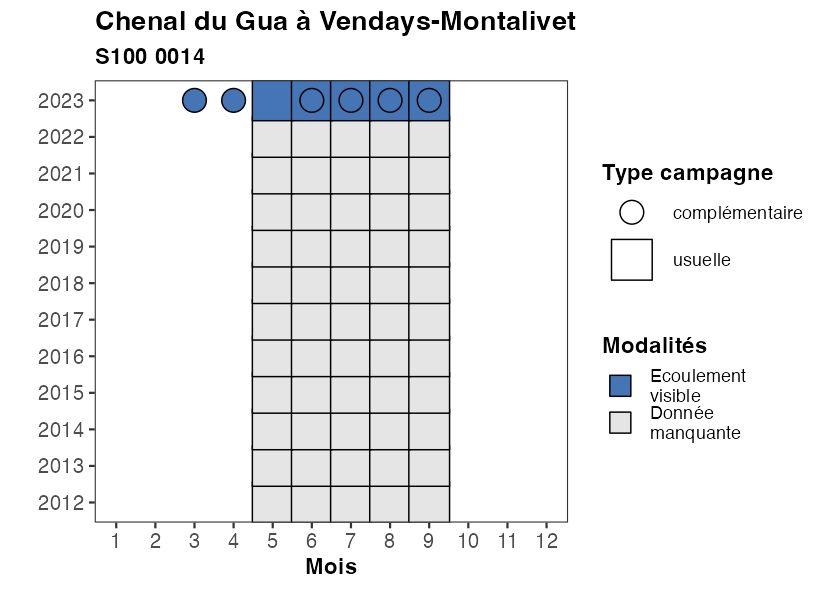 Chenal du Gua à Vendays-Montalivet
S100 0014
2023
2022
2021
2020
2019
2018
2017
2016
2015
2014
2013
2012
1 2 3 4 5 6 7 8 9 10 11 12
Mois
Type campagne
complémentaire
usuelle
Modalités
Ecoulement
visible
Donnée
manquante